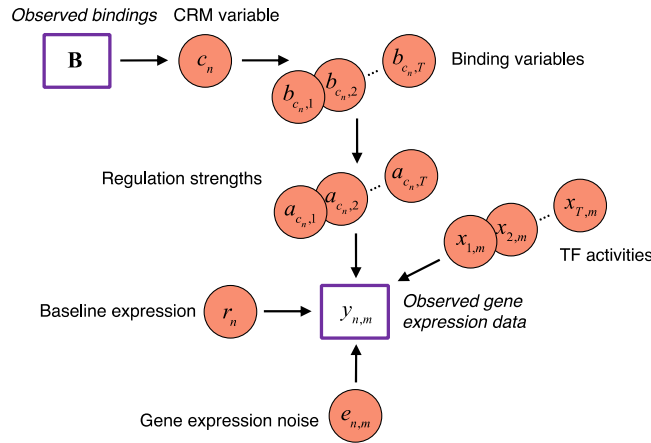 Observed bindings
CRM variable
B
c_n
b_{c_n,1}
b_{c_n,2}
...
b_{c_n,T}
Binding variables
Regulation strengths
a_{c_n,1}
a_{c_n,2}
...
a_{c_n,T}
x_{1,m}
x_{2,m}
...
x_{T,m}
TF activities
Baseline expression
r_n
y_{n,m}
Observed gene
expression data
Gene expression noise
e_{n,m}